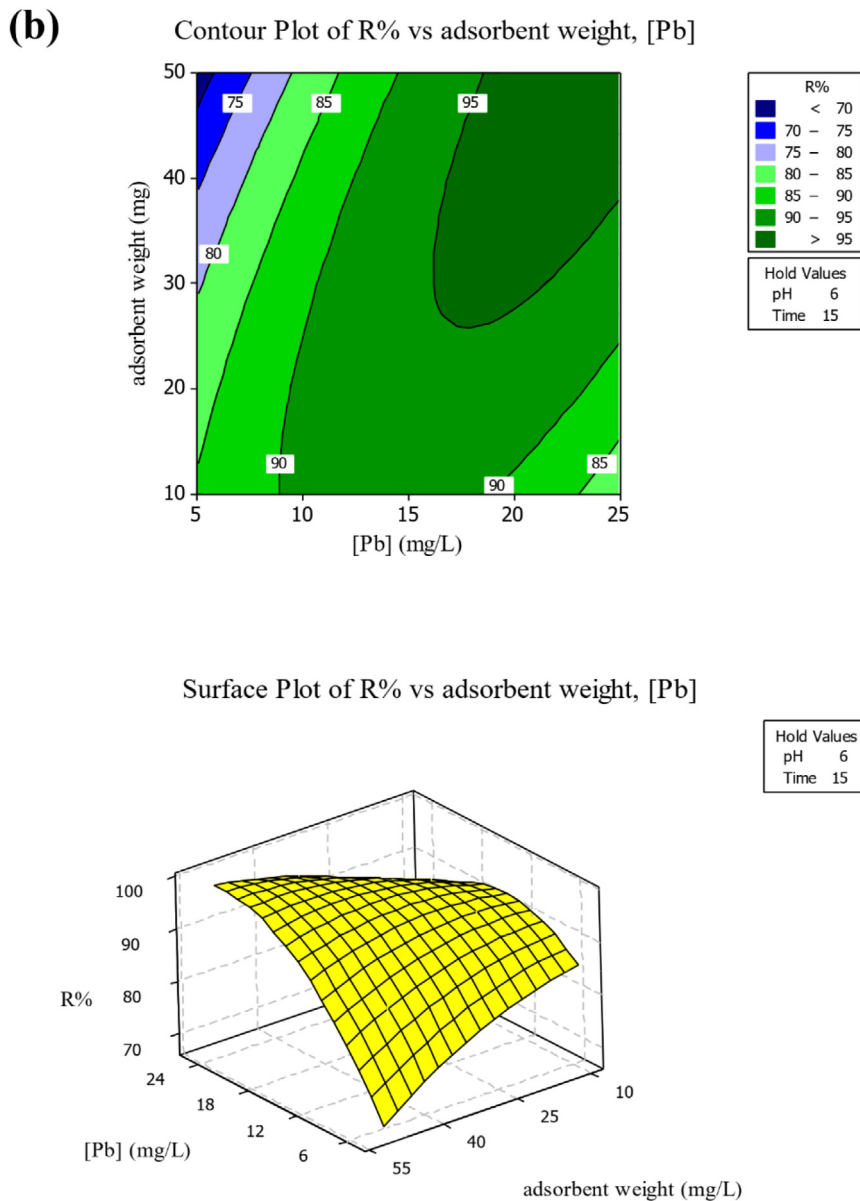 (b)
Contour Plot of R% vs adsorbent weight, [Pb]
50
40
30
20
10
adsorbent weight (mg)
5
10
15
20
25
[Pb] (mg/L)
75
85
95
80
90
90
85
R%
< 70
70 – 75
75 – 80
80 – 85
85 – 90
90 – 95
> 95
Hold Values
pH 6
Time 15
Surface Plot of R% vs adsorbent weight, [Pb]
Hold Values
pH 6
Time 15
100
90
80
70
R%
24
18
12
6
[Pb] (mg/L)
55
40
25
10
adsorbent weight (mg/L)